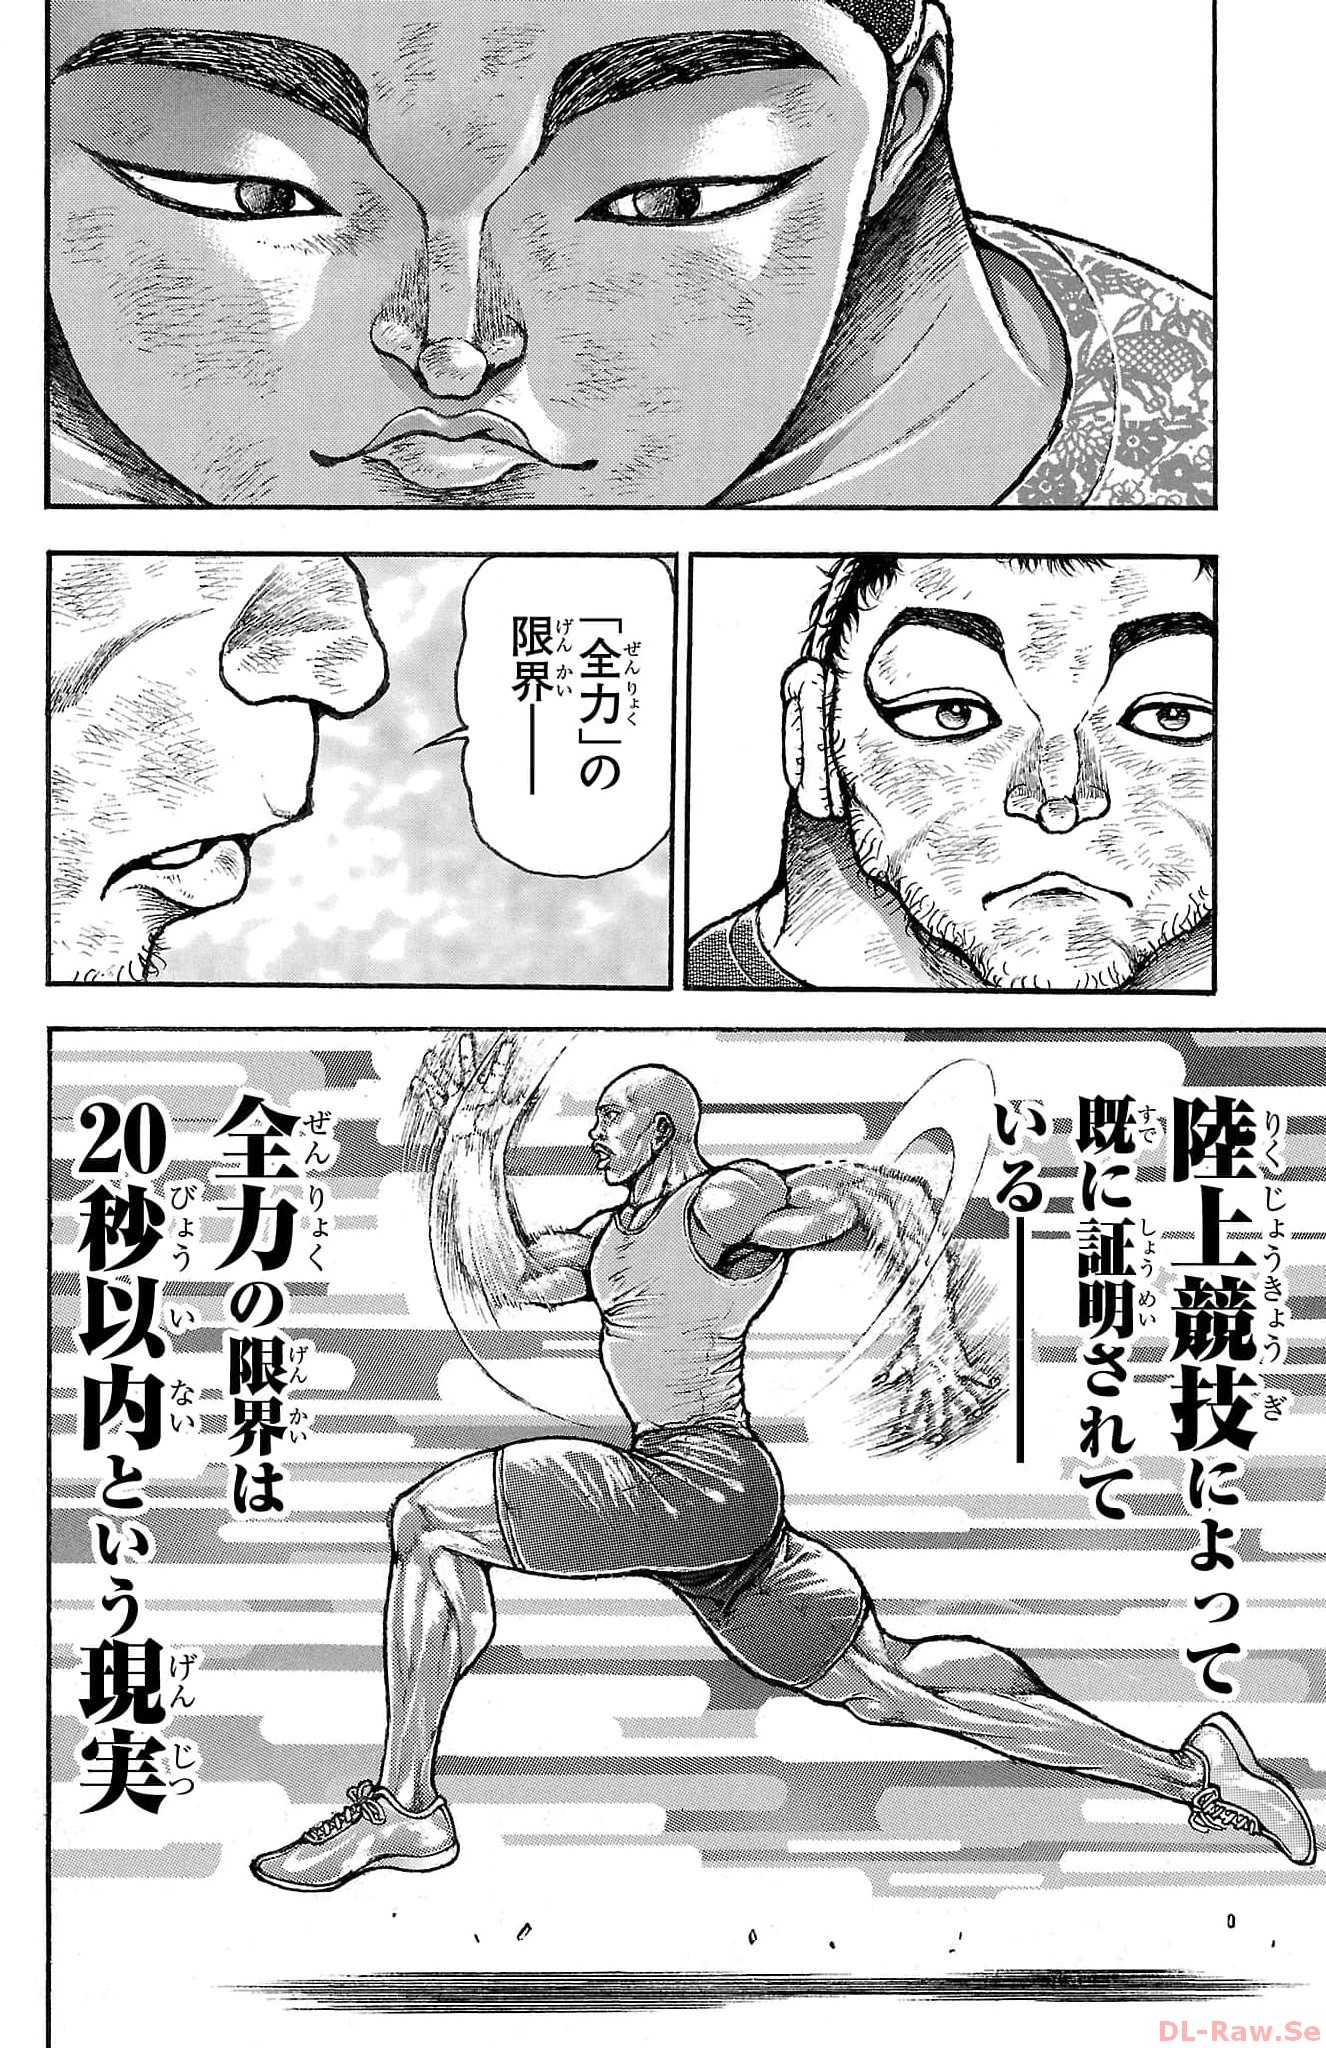 「全力」の
限界――
陸上競技によって
既に証明されて
いる――
全力の限界は
20秒以内という現実
DL-Raw.Se